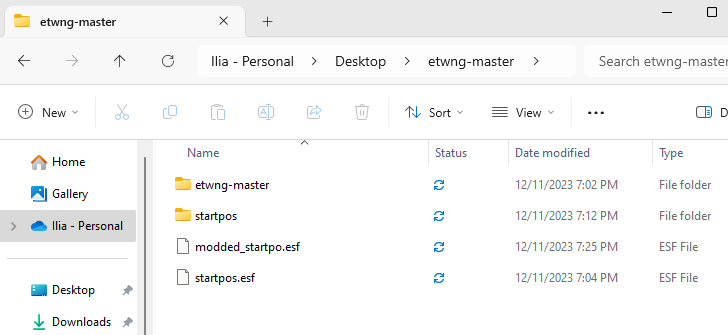 etwng-master
Ilia - Personal Desktop etwng-master Search etwng-master
New Sort View D
Name Status Date modified Type
Home
Gallery
Ilia - Personal
Desktop
Downloads
etwng-master 12/11/2023 7:02 PM File folder
startpos 12/11/2023 7:12 PM File folder
modded_startpo.esf 12/11/2023 7:25 PM ESF File
startpos.esf 12/11/2023 7:04 PM ESF File